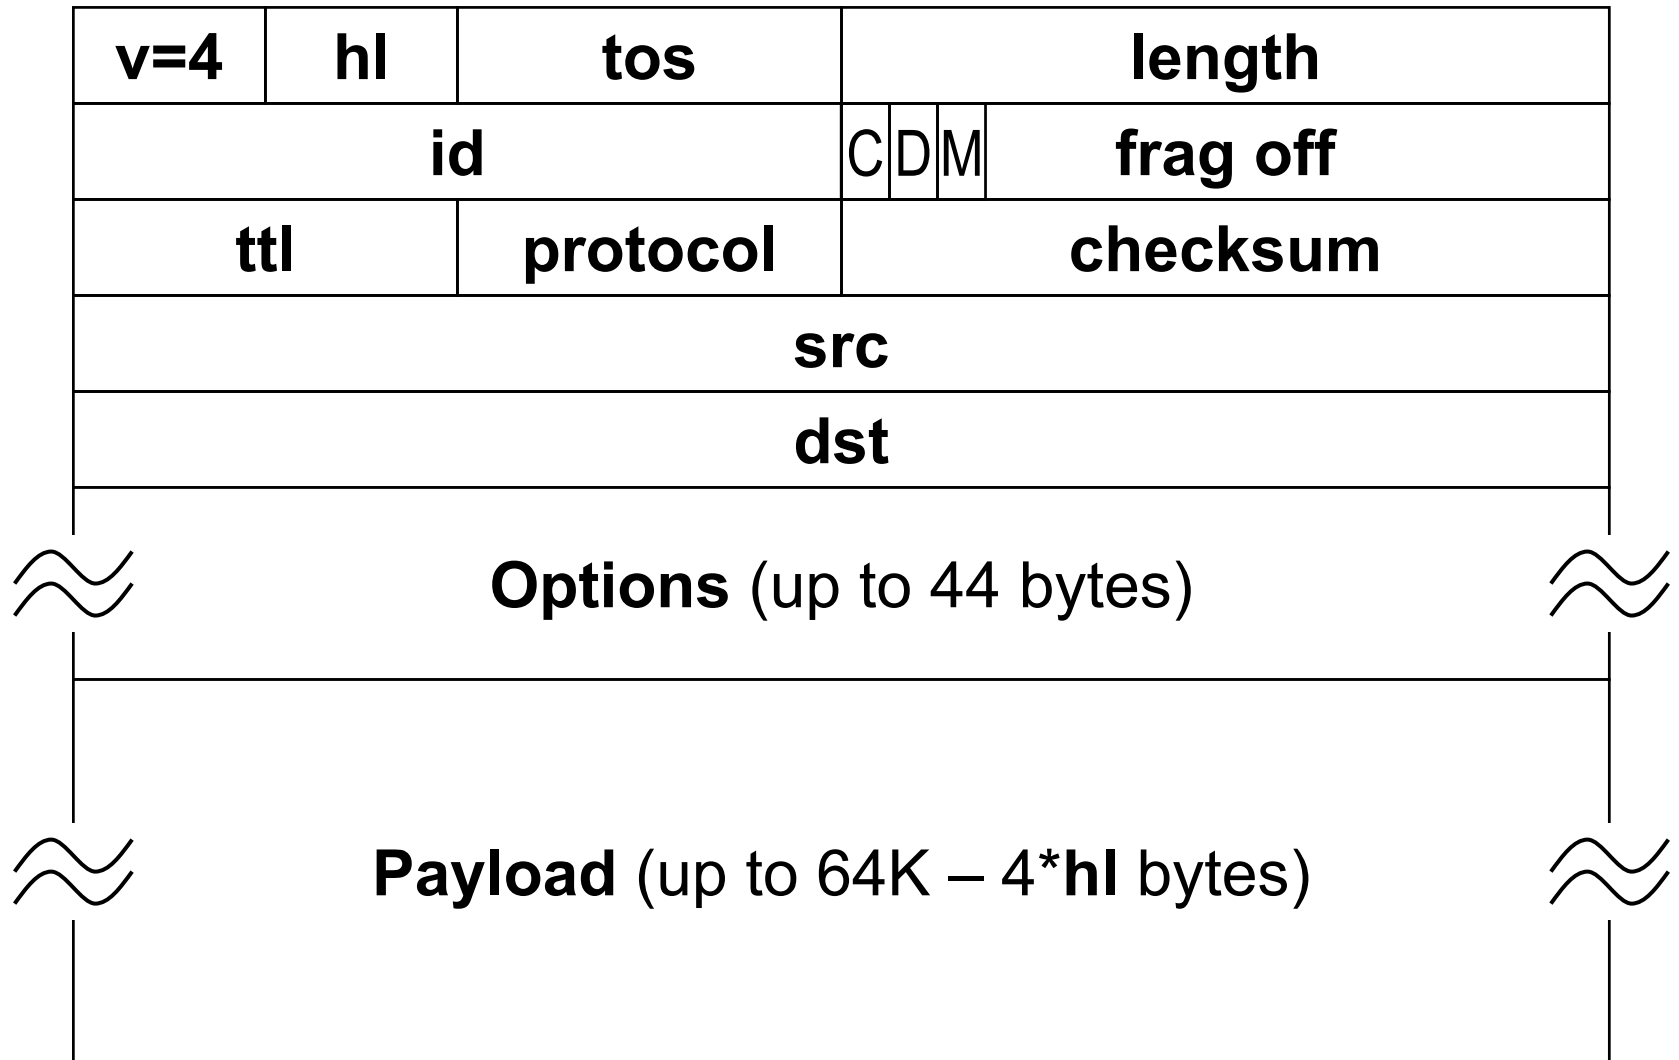 v=4 hl tos length
id C D M frag off
ttl protocol checksum
src
dst
Options (up to 44 bytes)
Payload (up to 64K – 4*hl bytes)